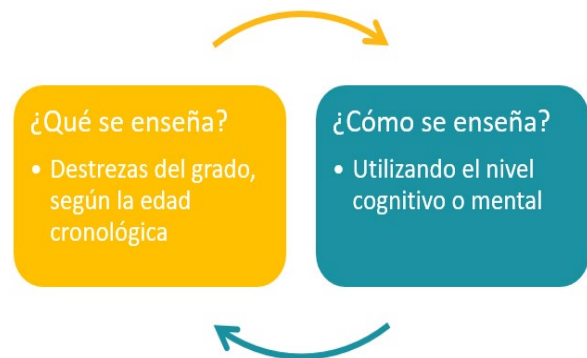 ¿Qué se enseña?
• Destrezas del grado,
según la edad
cronológica
¿Cómo se enseña?
• Utilizando el nivel
cognitivo o mental